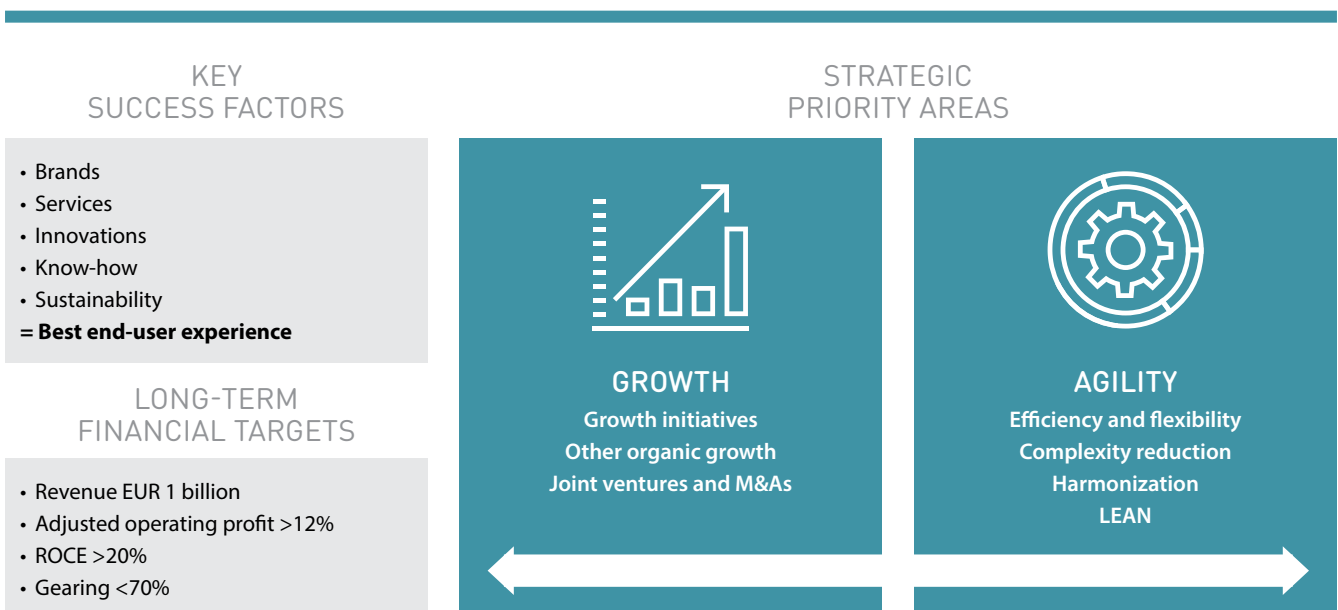 KEY
SUCCESS FACTORS
• Brands
• Services
• Innovations
• Know-how
• Sustainability
= Best end-user experience
LONG-TERM
FINANCIAL TARGETS
• Revenue EUR 1 billion
• Adjusted operating profit >12%
• ROCE >20%
• Gearing <70%
STRATEGIC
PRIORITY AREAS
GROWTH
Growth initiatives
Other organic growth
Joint ventures and M&As
AGILITY
Efficiency and flexibility
Complexity reduction
Harmonization
LEAN